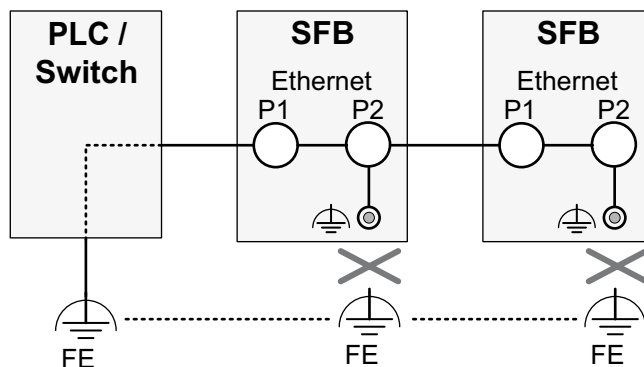 PLC /
Switch
SFB
Ethernet
P1 P2
SFB
Ethernet
P1 P2
FE
FE
FE